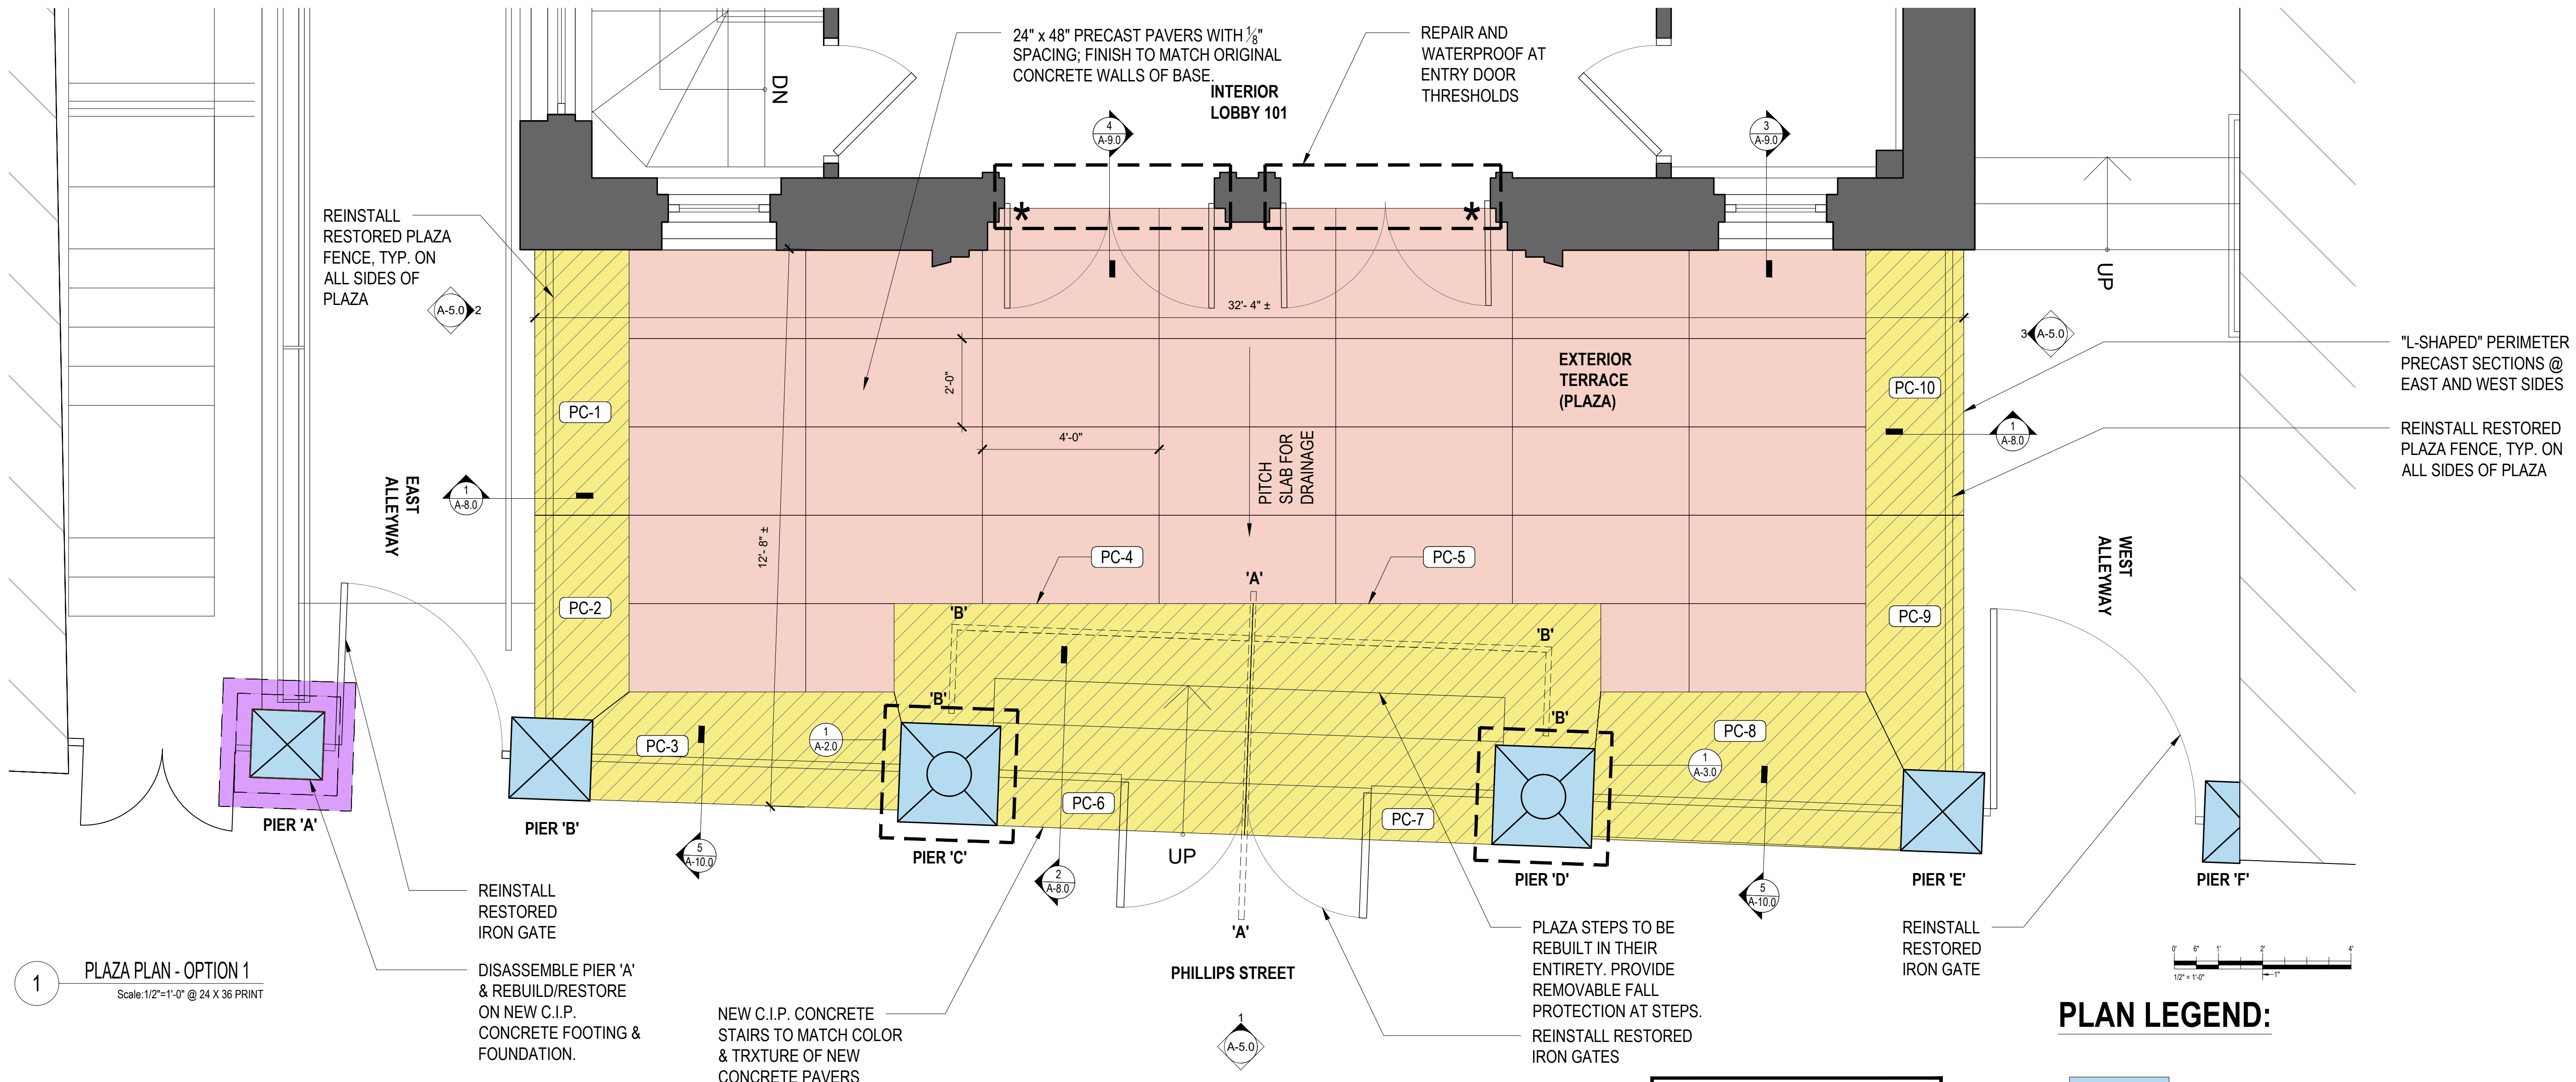 24" x 48" PRECAST PAVERS WITH 1/8"
SPACING; FINISH TO MATCH ORIGINAL
CONCRETE WALLS OF BASE.
INTERIOR
LOBBY 101
REPAIR AND
WATERPROOF AT
ENTRY DOOR
THRESHOLDS
DN
4
A-9.0
3
A-9.0
REINSTALL
RESTORED PLAZA
FENCE, TYP. ON
ALL SIDES OF
PLAZA
A-5.0
2
*
*
UP
32'- 4" ±
3
A-5.0
"L-SHAPED" PERIMETER
PRECAST SECTIONS @
EAST AND WEST SIDES
EXTERIOR
TERRACE
(PLAZA)
2'-0"
4'-0"
PC-1
PC-10
1
A-8.0
REINSTALL RESTORED
PLAZA FENCE, TYP. ON
ALL SIDES OF PLAZA
PITCH
SLAB FOR
DRAINAGE
EAST
ALLEYWAY
1
A-8.0
12'- 8" ±
PC-4
PC-5
WEST
ALLEYWAY
'A'
PC-2
'B'
'B'
PC-9
'B'
'B'
PC-3
1
A-2.0
PC-8
1
A-3.0
PC-6
PC-7
PIER 'A'
PIER 'B'
PIER 'C'
UP
PIER 'D'
PIER 'E'
PIER 'F'
5
A-10.0
2
A-8.0
5
A-10.0
'A'
REINSTALL
RESTORED
IRON GATE
PLAZA STEPS TO BE
REBUILT IN THEIR
ENTIRETY. PROVIDE
REMOVABLE FALL
PROTECTION AT STEPS.
REINSTALL
RESTORED
IRON GATE
0' 6" 1' 2' 4'
1/2" = 1'-0"
1"
1
PLAZA PLAN - OPTION 1
Scale:1/2"=1'-0" @ 24 X 36 PRINT
DISASSEMBLE PIER 'A'
& REBUILD/RESTORE
ON NEW C.I.P.
CONCRETE FOOTING &
FOUNDATION.
PHILLIPS STREET
NEW C.I.P. CONCRETE
STAIRS TO MATCH COLOR
& TRXTURE OF NEW
CONCRETE PAVERS
1
A-5.0
REINSTALL RESTORED
IRON GATES
PLAN LEGEND: